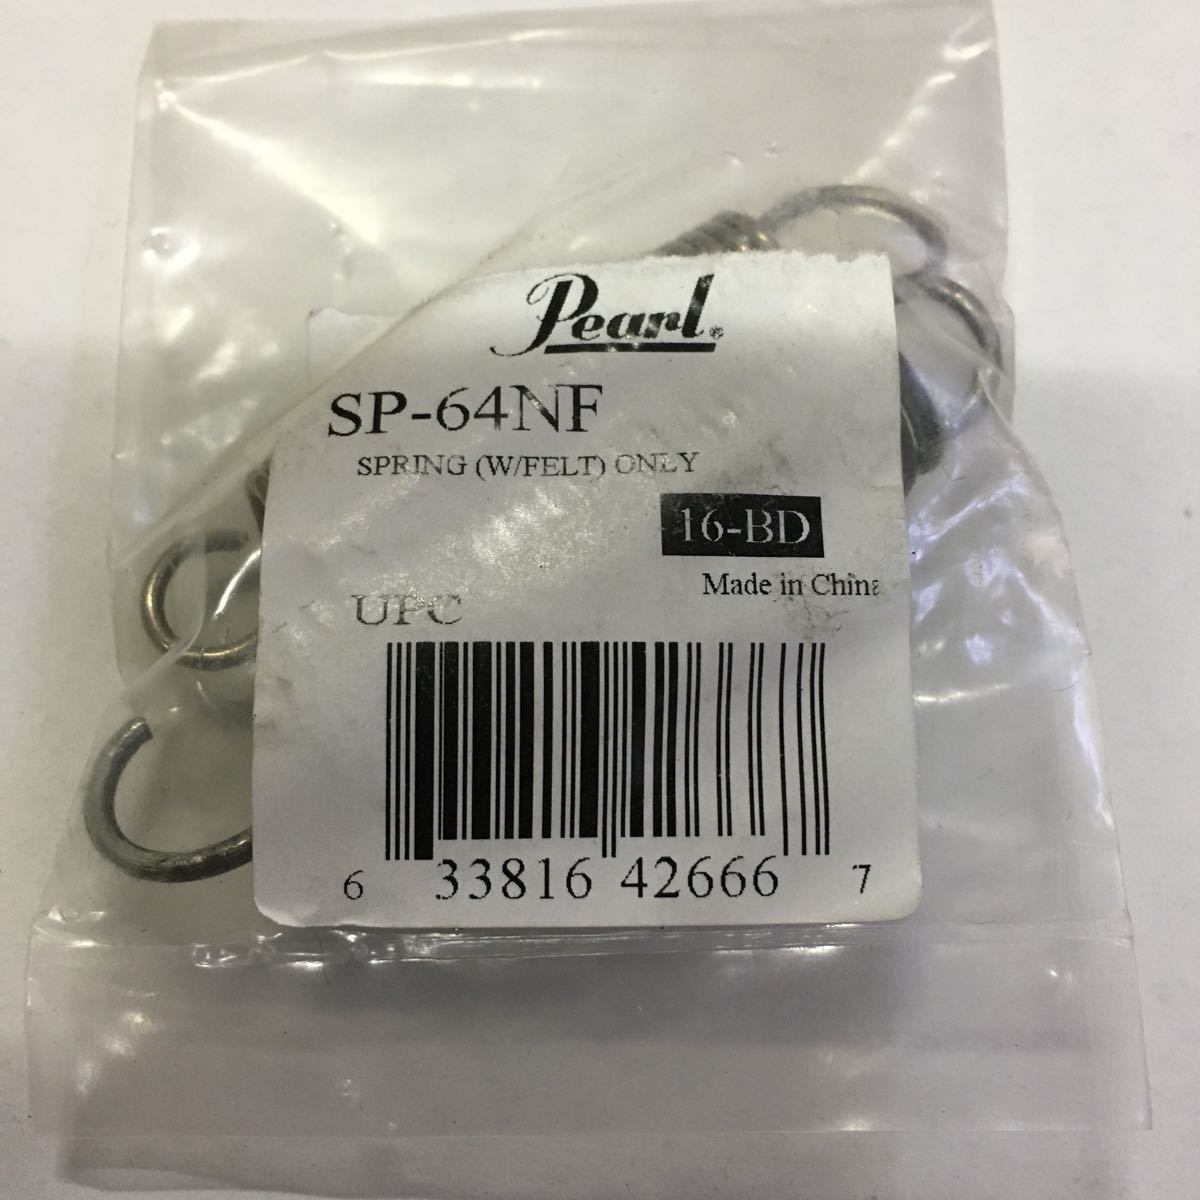 Pearl®
SP-64NF
SPRING (W/FELT) ONLY
16-BD
Made in China
UPC
6 33816 42666 7